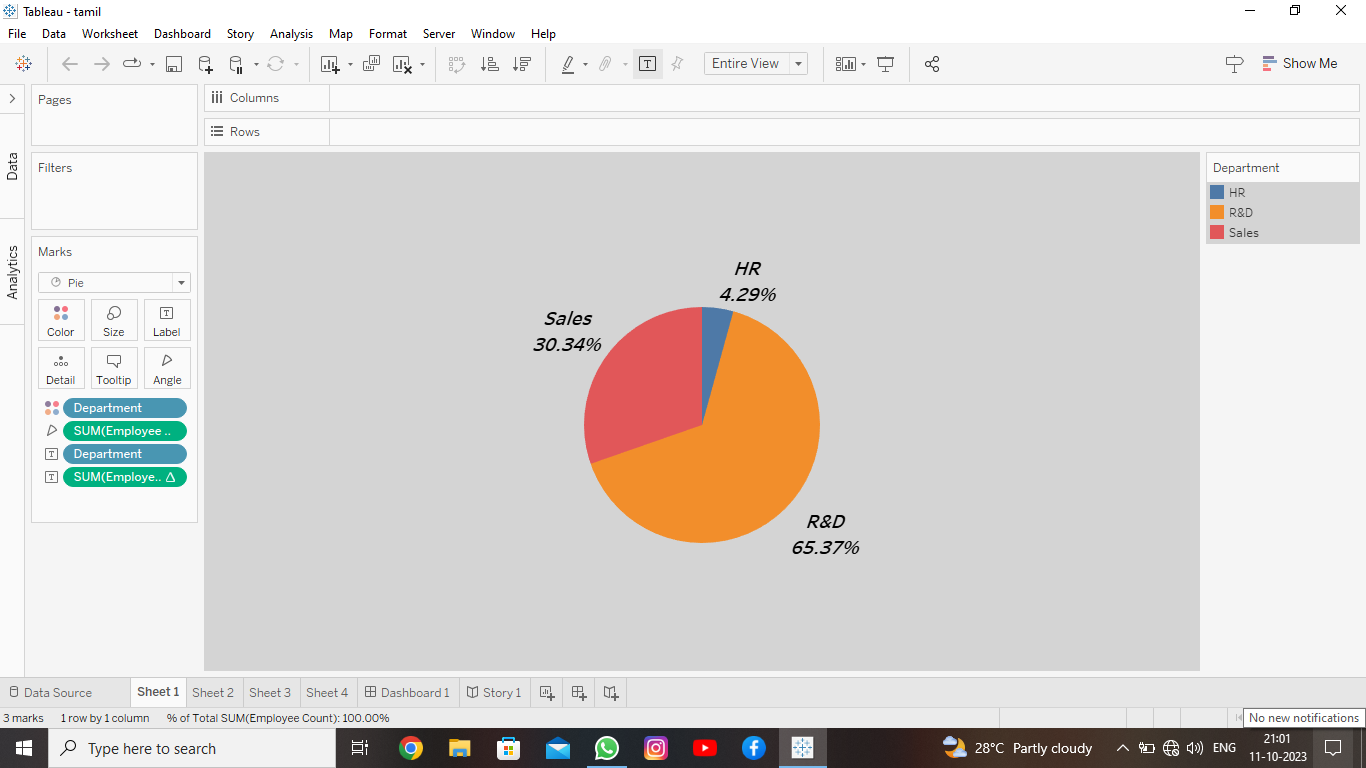 Tableau - tamil
File Data Worksheet Dashboard Story Analysis Map Format Server Window Help
Entire View
Show Me
Pages
Columns
Rows
Data
Analytics
Filters
Marks
Pie
Color Size Label
Detail Tooltip Angle
Department
SUM(Employee ..
Department
SUM(Employe.. Δ
HR
4.29%
Sales
30.34%
R&D
65.37%
Department
HR
R&D
Sales
Data Source Sheet 1 Sheet 2 Sheet 3 Sheet 4 Dashboard 1 Story 1
3 marks 1 row by 1 column % of Total SUM(Employee Count): 100.00%
No new notifications
Type here to search
28°C Partly cloudy
ENG
21:01
11-10-2023